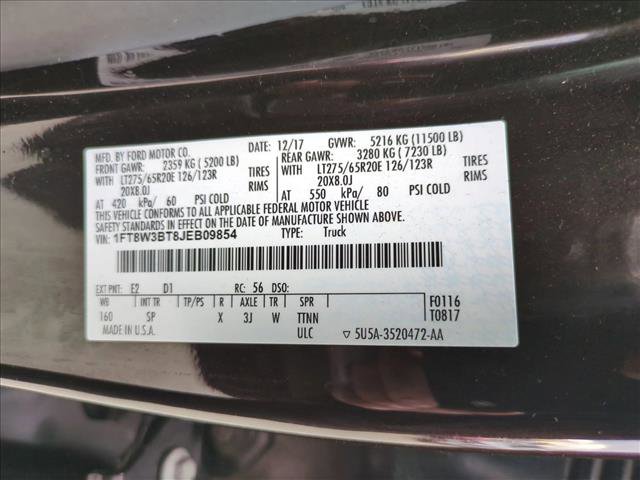 MFD. BY FORD MOTOR CO.
DATE: 12/17 GVWR: 5216 KG (11500 LB)
FRONT GAWR: 2359 KG (5200 LB) REAR GAWR: 3280 KG (7230 LB)
WITH LT275/65R20E 126/123R TIRES WITH LT275/65R20E 126/123R TIRES
20X8.0J RIMS 20X8.0J RIMS
AT 420 kPa/ 60 PSI COLD AT 550 kPa/ 80 PSI COLD
THIS VEHICLE CONFORMS TO ALL APPLICABLE FEDERAL MOTOR VEHICLE
SAFETY STANDARDS IN EFFECT ON THE DATE OF MANUFACTURE SHOWN ABOVE.
VIN: 1FT8W3BT8JEB09854 TYPE: Truck
EXT PNT: E2 D1 RC: 56 DSO:
WB INT TR TP/PS R AXLE TR SPR F0116
160 SP X 3J W TTNN T0817
MADE IN U.S.A. ULC ▽ 5U5A-3520472-AA